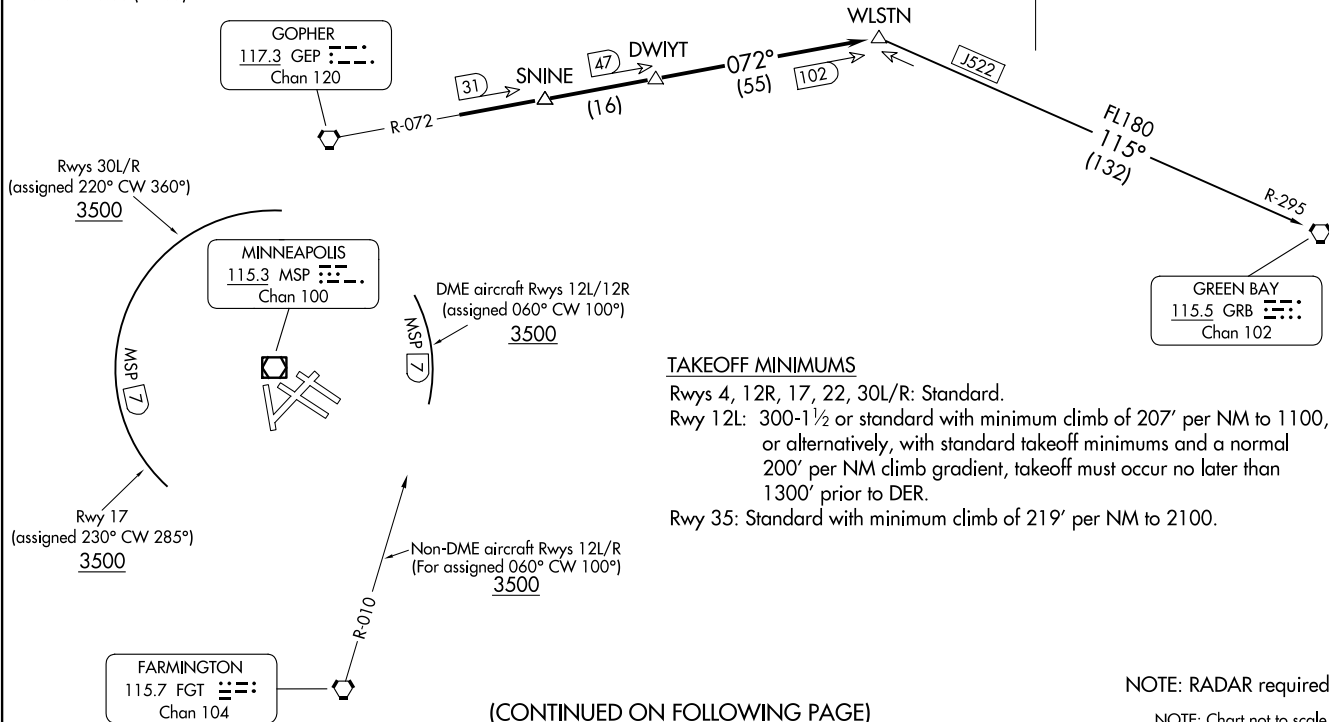 WLSTN
GOPHER
117.3 GEP
Chan 120
31
SNINE
47
DWIYT
072°
(55)
102
J522
(16)
R-072
FL180
115°
(132)
R-295
Rwys 30L/R
(assigned 220° CW 360°)
3500
MINNEAPOLIS
115.3 MSP
Chan 100
DME aircraft Rwys 12L/12R
(assigned 060° CW 100°)
3500
GREEN BAY
115.5 GRB
Chan 102
MSP 7
MSP 7
TAKEOFF MINIMUMS
Rwys 4, 12R, 17, 22, 30L/R: Standard.
Rwy 12L: 300-1½ or standard with minimum climb of 207' per NM to 1100,
or alternatively, with standard takeoff minimums and a normal
200' per NM climb gradient, takeoff must occur no later than
1300' prior to DER.
Rwy 35: Standard with minimum climb of 219' per NM to 2100.
Rwy 17
(assigned 230° CW 285°)
3500
Non-DME aircraft Rwys 12L/R
(For assigned 060° CW 100°)
3500
R-010
FARMINGTON
115.7 FGT
Chan 104
NOTE: RADAR required
(CONTINUED ON FOLLOWING PAGE)
NOTE: Chart not to scale